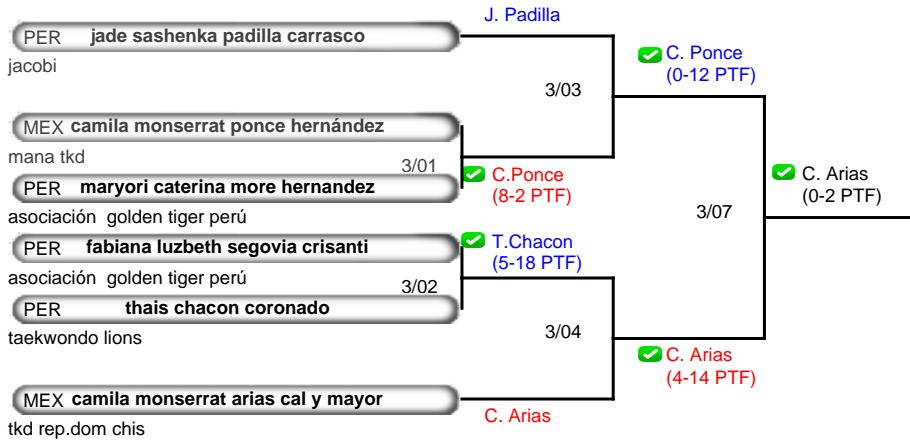 J. Padilla
PER jade sashenka padilla carrasco
jacobi
C. Ponce
(0-12 PTF)
3/03
MEX camila monserrat ponce hernández
mana tkd
3/01
C.Ponce
(8-2 PTF)
PER maryori caterina more hernandez
asociación golden tiger perú
C. Arias
(0-2 PTF)
3/07
PER fabiana luzbeth segovia crisanti
asociación golden tiger perú
T.Chacon
(5-18 PTF)
3/02
PER thais chacon coronado
taekwondo lions
3/04
C. Arias
(4-14 PTF)
MEX camila monserrat arias cal y mayor
tkd rep.dom chis
C. Arias